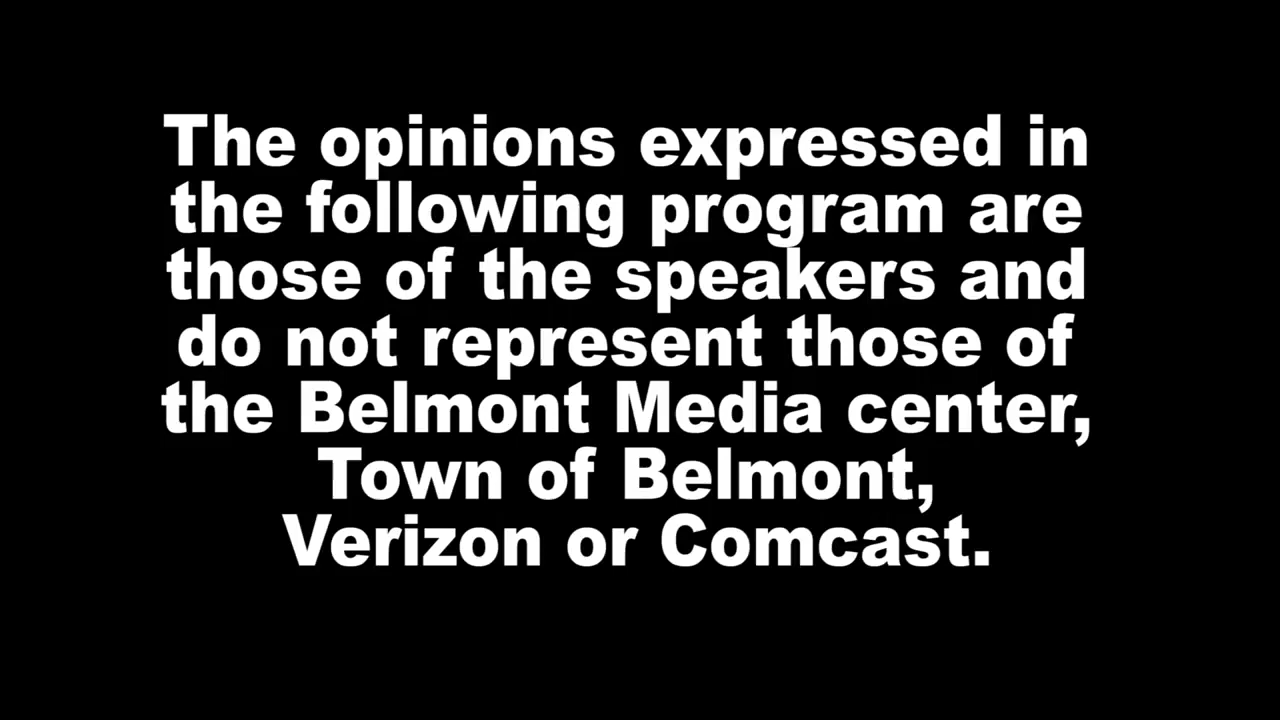 The opinions expressed in
the following program are
those of the speakers and
do not represent those of
the Belmont Media center,
Town of Belmont,
Verizon or Comcast.